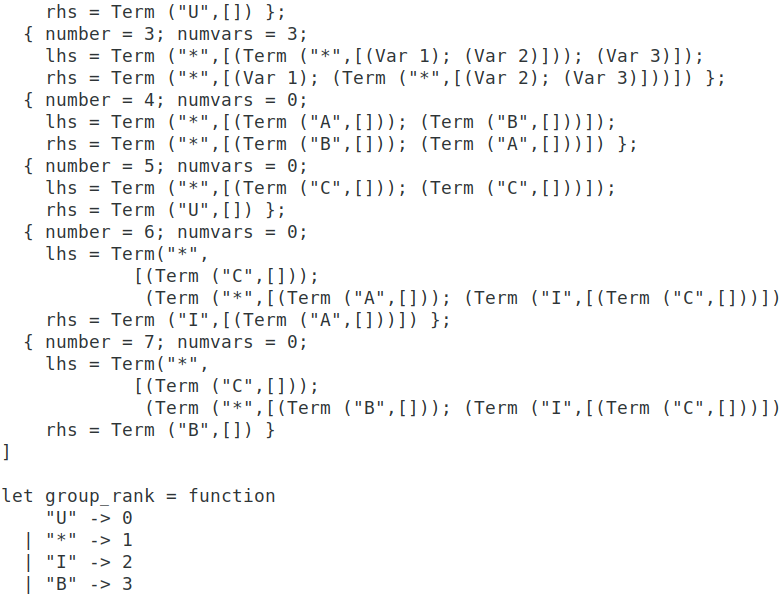 rhs = Term ("U",[]) };
  { number = 3; numvars = 3;
    lhs = Term ("*",[(Term ("*",[(Var 1); (Var 2)])); (Var 3)]);
    rhs = Term ("*",[(Var 1); (Term ("*",[(Var 2); (Var 3)]))]) };
  { number = 4; numvars = 0;
    lhs = Term ("*",[(Term ("A",[])); (Term ("B",[]))]);
    rhs = Term ("*",[(Term ("B",[])); (Term ("A",[]))]) };
  { number = 5; numvars = 0;
    lhs = Term ("*",[(Term ("C",[])); (Term ("C",[]))]);
    rhs = Term ("U",[]) };
  { number = 6; numvars = 0;
    lhs = Term("*",
            [(Term ("C",[]));
             (Term ("*",[(Term ("A",[])); (Term ("I",[(Term ("C",[]))])
    rhs = Term ("I",[(Term ("A",[]))]) };
  { number = 7; numvars = 0;
    lhs = Term("*",
            [(Term ("C",[]));
             (Term ("*",[(Term ("B",[])); (Term ("I",[(Term ("C",[]))])
    rhs = Term ("B",[]) }
]

let group_rank = function
    "U" -> 0
  | "*" -> 1
  | "I" -> 2
  | "B" -> 3